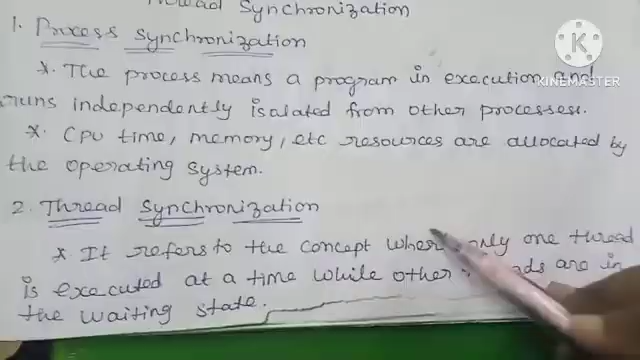 Thread Synchronization
1. Process Synchronization
* The process means a program in execution and
runs independently isolated from other processes.
* CPU time, memory, etc resources are allocated by
the operating system.
2. Thread Synchronization
* It refers to the concept where only one thread
is executed at a time while other are in
the waiting state.
K
KINEMASTER